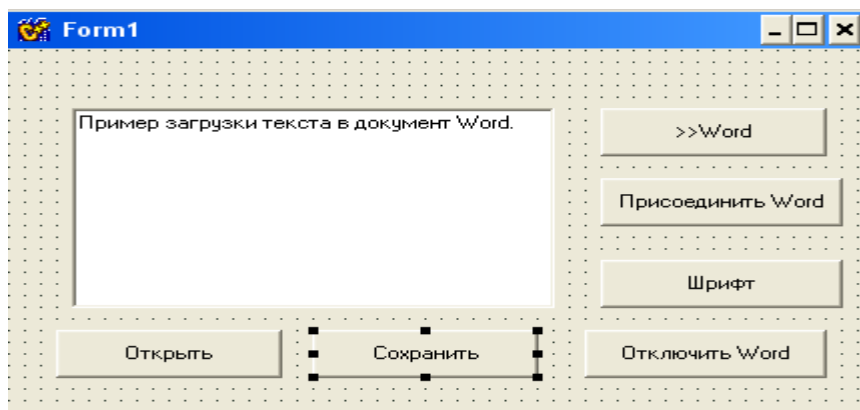 Form1
Пример загрузки текста в документ Word.
>>Word
Присоединить Word
Шрифт
Открыть
Сохранить
Отключить Word